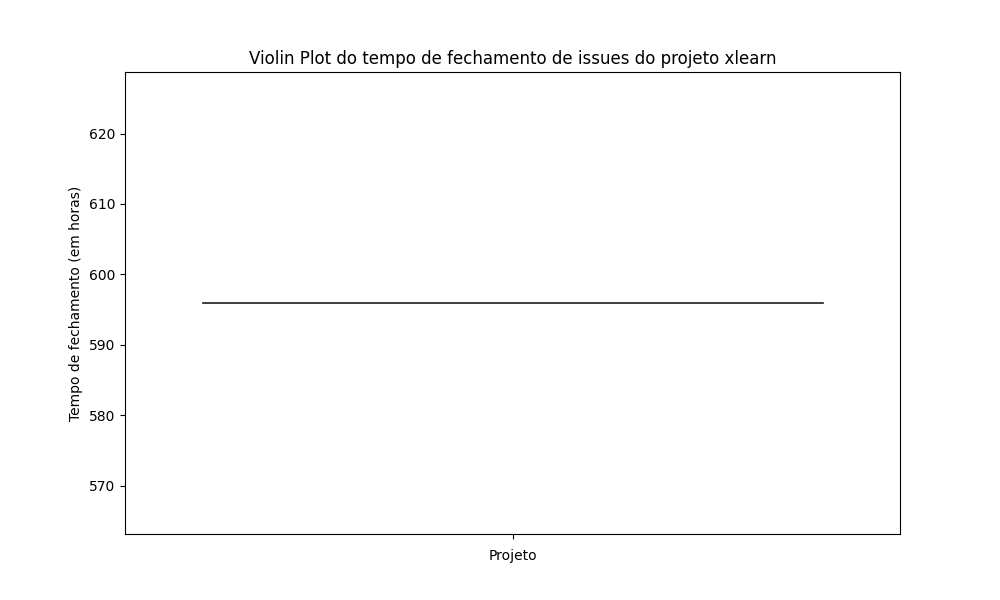 Violin Plot do tempo de fechamento de issues do projeto xlearn
Tempo de fechamento (em horas)
620
610
600
590
580
570
Projeto